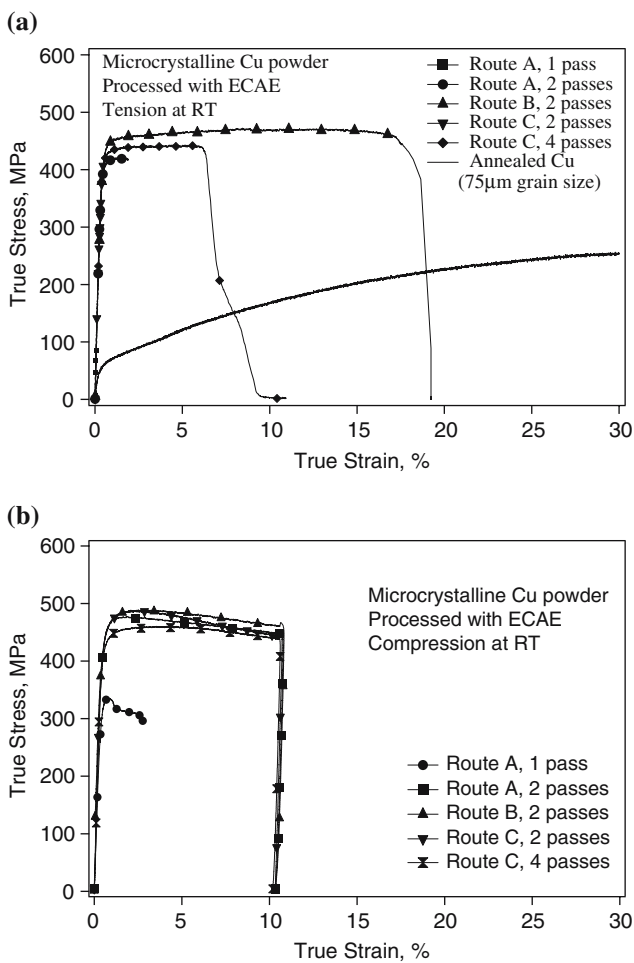 (a)
600
500
400
300
200
100
0
True Stress, MPa
Microcrystalline Cu powder
Processed with ECAE
Tension at RT
Route A, 1 pass
Route A, 2 passes
Route B, 2 passes
Route C, 2 passes
Route C, 4 passes
Annealed Cu
(75μm grain size)
0 5 10 15 20 25 30
True Strain, %
(b)
600
500
400
300
200
100
0
True Stress, MPa
Microcrystalline Cu powder
Processed with ECAE
Compression at RT
Route A, 1 pass
Route A, 2 passes
Route B, 2 passes
Route C, 2 passes
Route C, 4 passes
0 5 10 15 20 25 30
True Strain, %